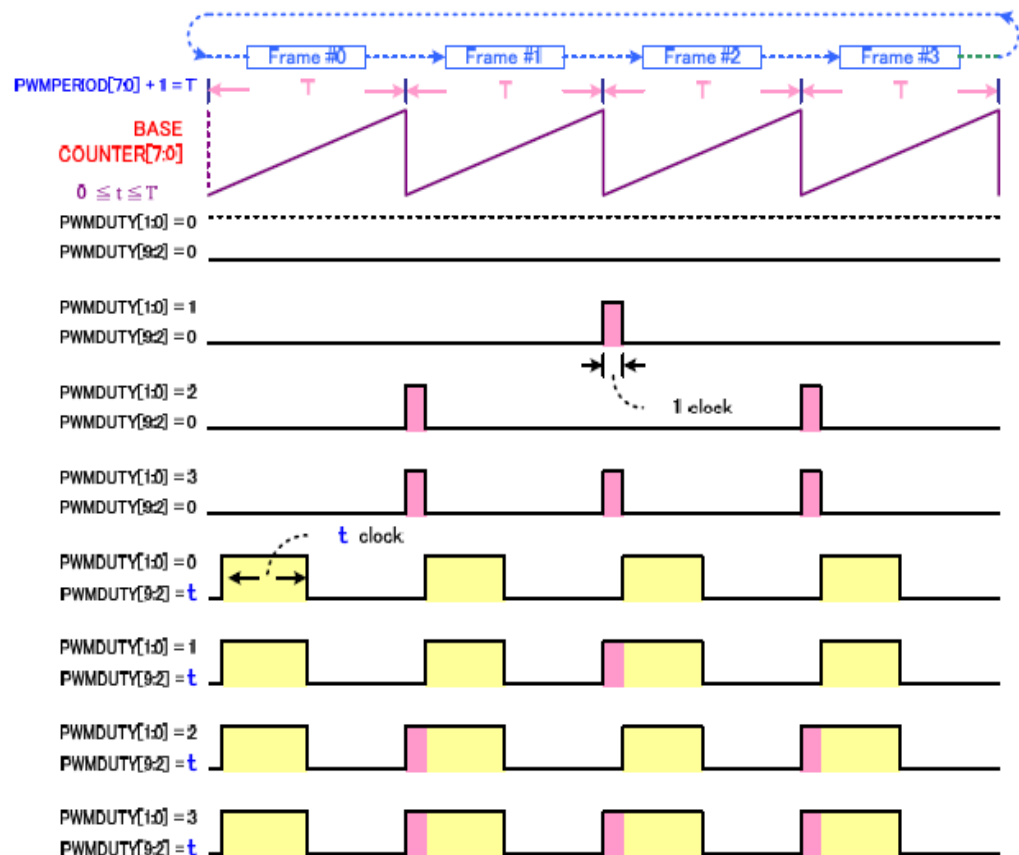 Frame #0 Frame #1 Frame #2 Frame #3
PWMPERIOD[7:0] + 1 = T T T T T
BASE
COUNTER[7:0]
0 ≦ t ≦ T
PWMDUTY[1:0] = 0
PWMDUTY[9:2] = 0
PWMDUTY[1:0] = 1
PWMDUTY[9:2] = 0
PWMDUTY[1:0] = 2
1 clock
PWMDUTY[9:2] = 0
PWMDUTY[1:0] = 3
PWMDUTY[9:2] = 0
t clock
PWMDUTY[1:0] = 0
PWMDUTY[9:2] = t
PWMDUTY[1:0] = 1
PWMDUTY[9:2] = t
PWMDUTY[1:0] = 2
PWMDUTY[9:2] = t
PWMDUTY[1:0] = 3
PWMDUTY[9:2] = t